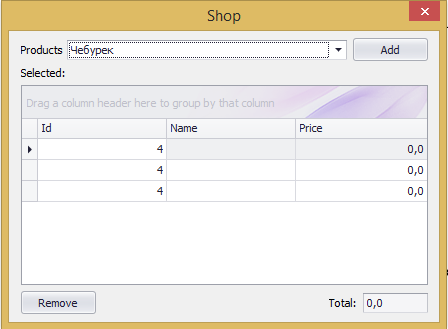 Shop
Products Чебурек Add
Selected:
Drag a column header here to group by that column
Id Name Price
4 0,0
4 0,0
4 0,0
Remove Total: 0,0